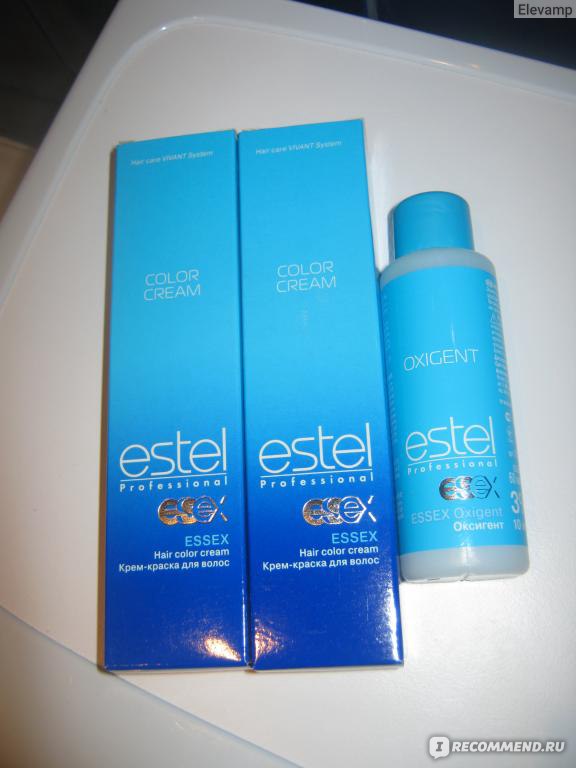 Elevamp
Hair care VIVANT System
COLOR
CREAM
estel
Professional
essex
ESSEX
Hair color cream
Крем-краска для волос
Hair care VIVANT System
COLOR
CREAM
estel
Professional
essex
ESSEX
Hair color cream
Крем-краска для волос
OXIGENT
estel
Professional
essex
ESSEX Oxigent
Оксигент
IRECOMMEND.RU